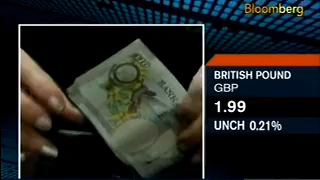 Bloomberg
BRITISH POUND
GBP
1.99
UNCH 0.21%